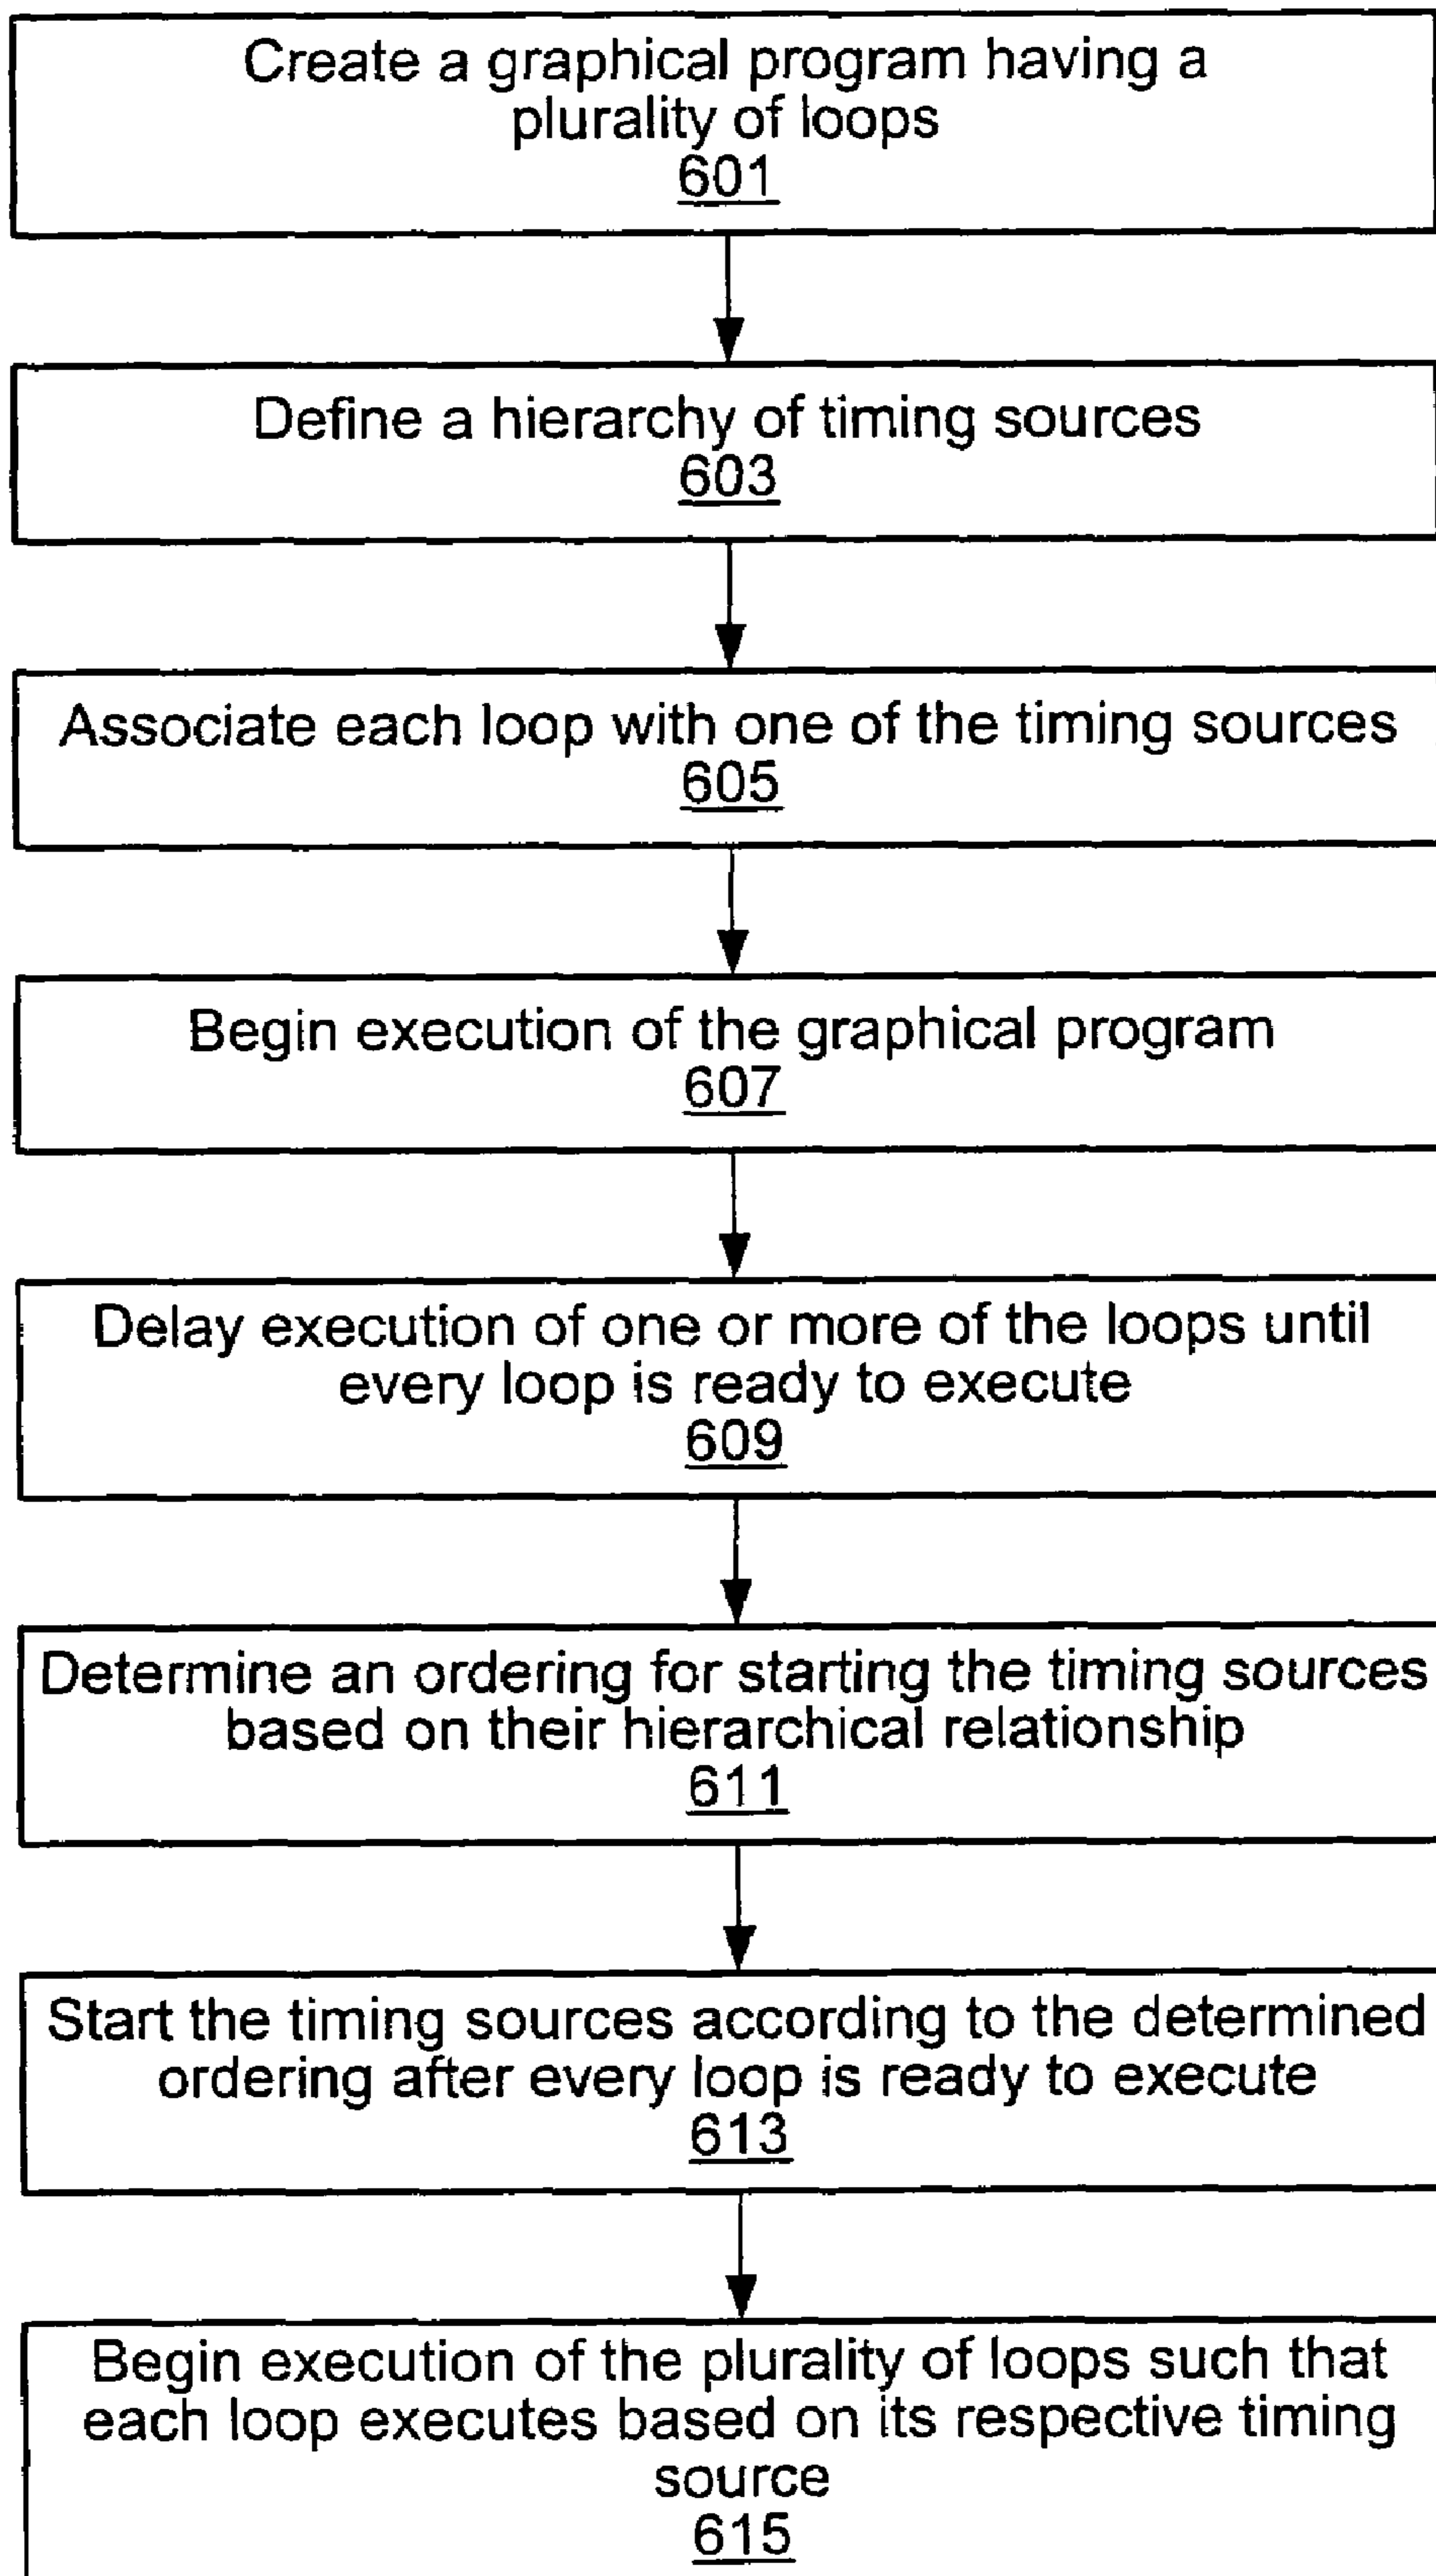 Create a graphical program having a
plurality of loops
601
Define a hierarchy of timing sources
603
Associate each loop with one of the timing sources
605
Begin execution of the graphical program
607
Delay execution of one or more of the loops until
every loop is ready to execute
609
Determine an ordering for starting the timing sources
based on their hierarchical relationship
611
Start the timing sources according to the determined
ordering after every loop is ready to execute
613
Begin execution of the plurality of loops such that
each loop executes based on its respective timing
source
615